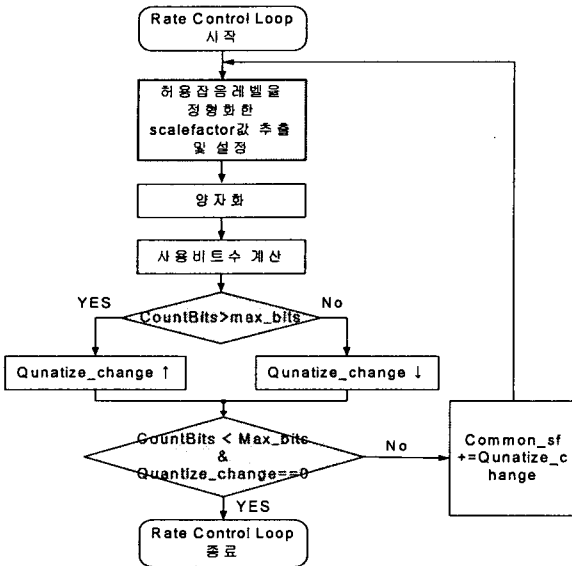 Rate Control Loop
시작
허용잡음레벨을
정형화한
scalefactor값 추출
및 설정
양자화
사용비트수 계산
YES
No
CountBits>max_bits
Qunatize_change ↑
Qunatize_change ↓
CountBits < Max_bits
&
Quantize_change==0
No
Common_sf
+=Qunatize_c
hange
YES
Rate Control Loop
종료